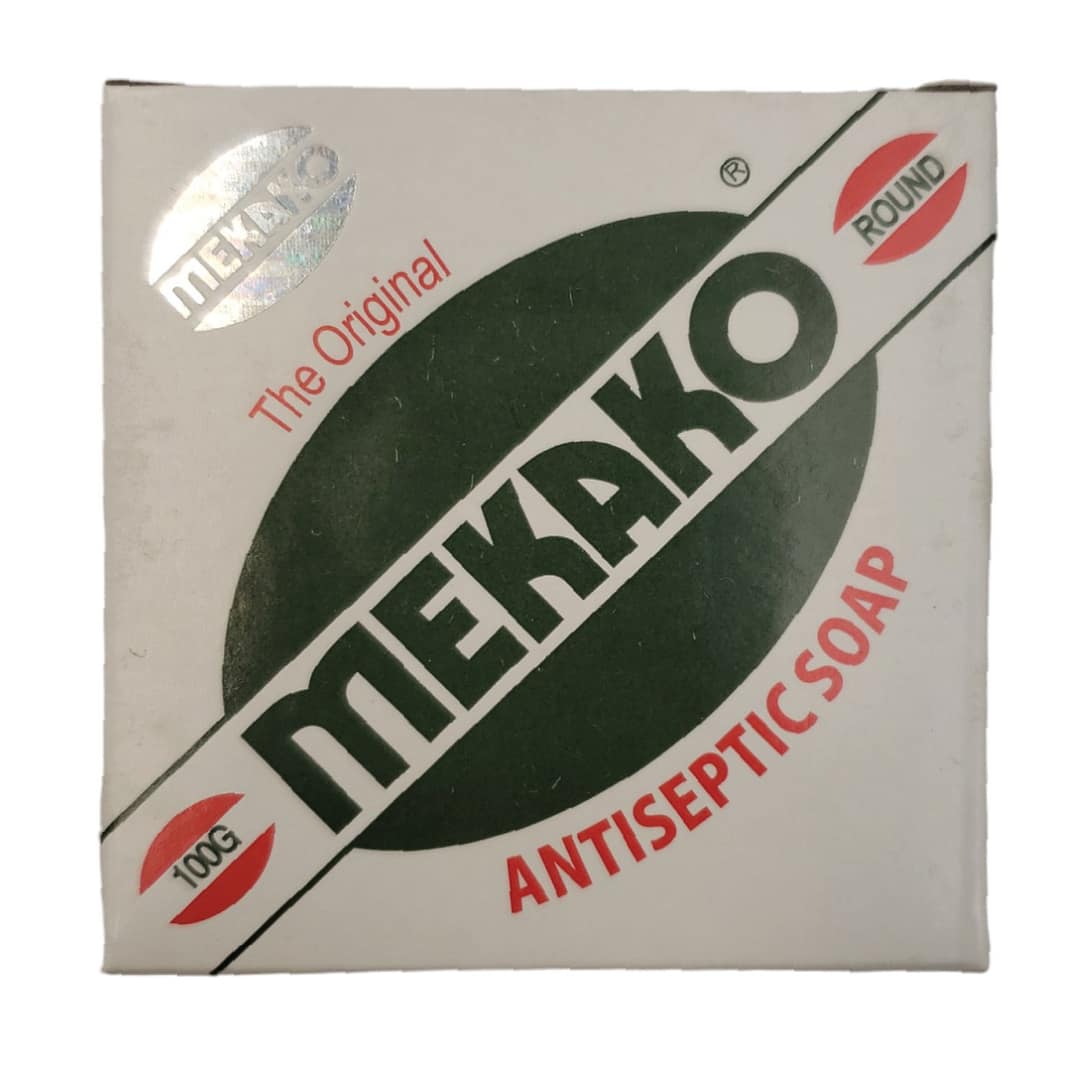 MEKAKO
The Original
®
ROUND
MEKAKO
100G
ANTISEPTIC SOAP